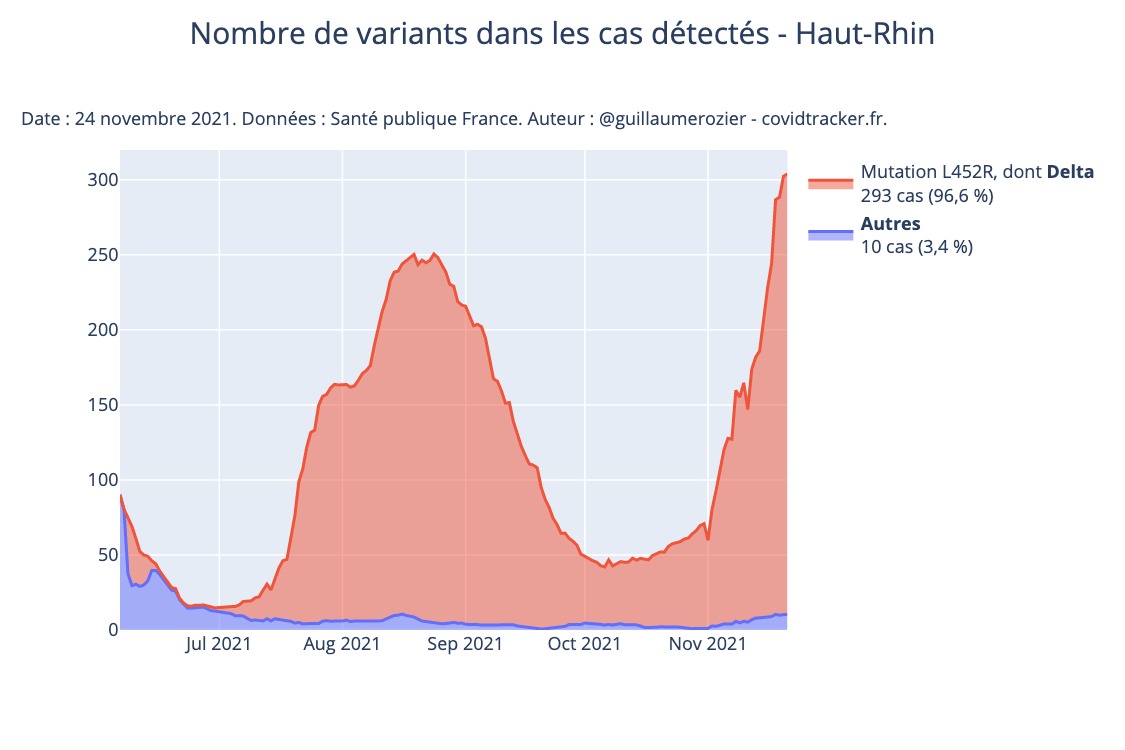 Nombre de variants dans les cas détectés - Haut-Rhin
Date : 24 novembre 2021. Données : Santé publique France. Auteur : @guillaumerozier - covidtracker.fr.
300
250
200
150
100
50
0
Jul 2021
Aug 2021
Sep 2021
Oct 2021
Nov 2021
Mutation L452R, dont Delta
293 cas (96,6 %)
Autres
10 cas (3,4 %)